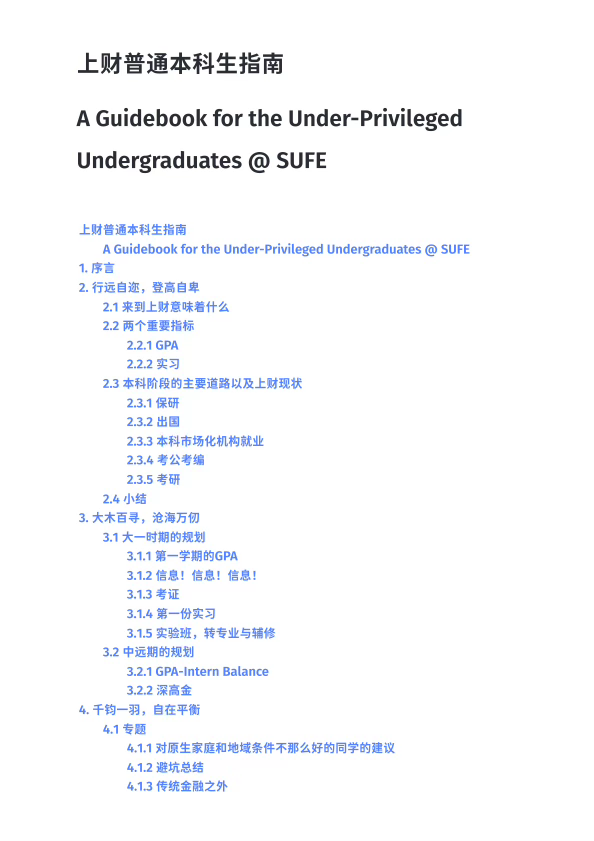 上财普通本科生指南
A Guidebook for the Under-Privileged
Undergraduates @ SUFE
上财普通本科生指南
A Guidebook for the Under-Privileged Undergraduates @ SUFE
1. 序言
2. 行远自迩，登高自卑
2.1 来到上财意味着什么
2.2 两个重要指标
2.2.1 GPA
2.2.2 实习
2.3 本科阶段的主要道路以及上财现状
2.3.1 保研
2.3.2 出国
2.3.3 本科市场化机构就业
2.3.4 考公考编
2.3.5 考研
2.4 小结
3. 大木百寻，沧海万仞
3.1 大一时期的规划
3.1.1 第一学期的GPA
3.1.2 信息！信息！信息！
3.1.3 考证
3.1.4 第一份实习
3.1.5 实验班，转专业与辅修
3.2 中远期的规划
3.2.1 GPA-Intern Balance
3.2.2 深高金
4. 千钧一羽，自在平衡
4.1 专题
4.1.1 对原生家庭和地域条件不那么好的同学的建议
4.1.2 避坑总结
4.1.3 传统金融之外